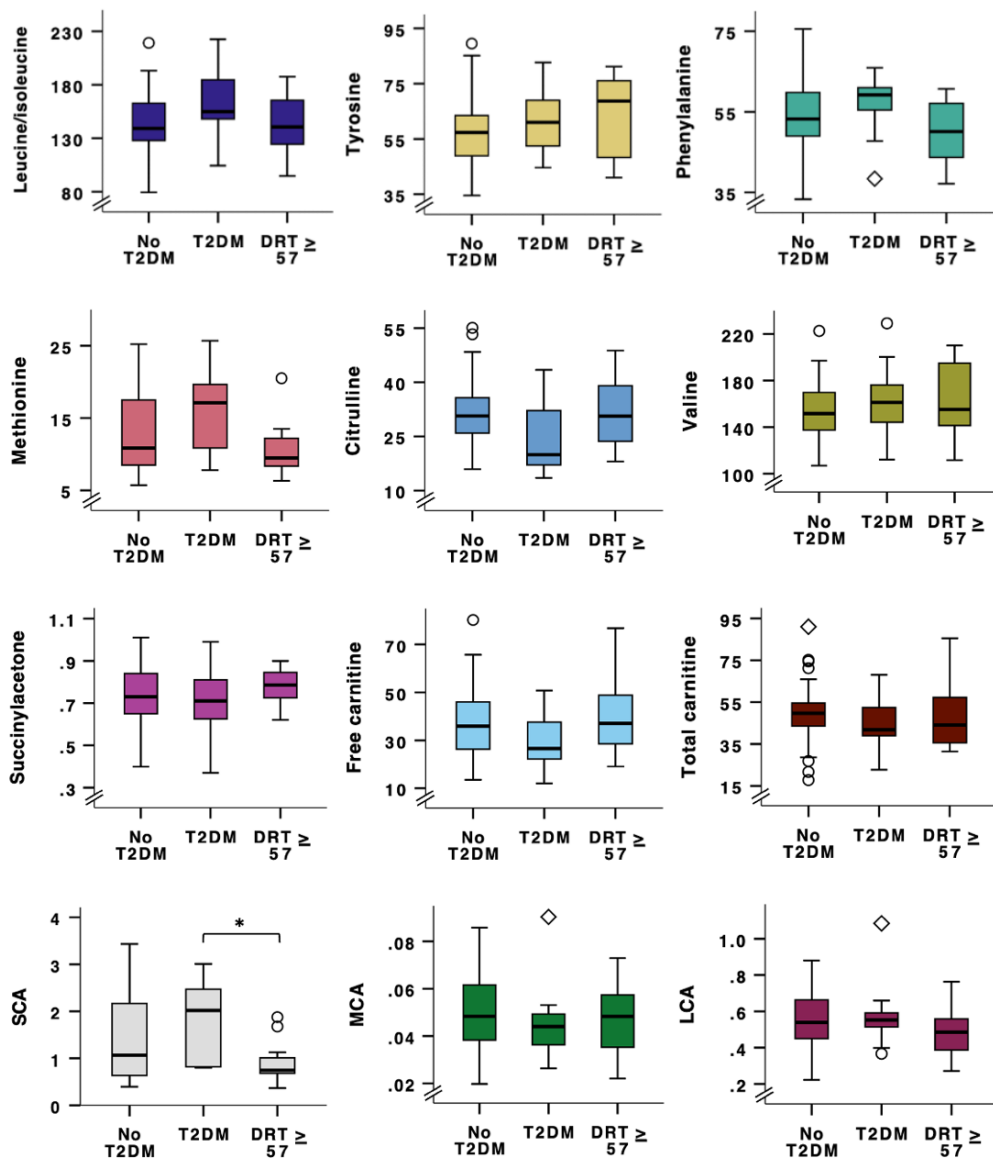 Leucine/isoleucine
230
180
130
80
No T2DM
T2DM
DRT ≥ 57
Tyrosine
95
75
55
35
No T2DM
T2DM
DRT ≥ 57
Phenylalanine
75
55
35
No T2DM
T2DM
DRT ≥ 57
Methionine
25
15
5
No T2DM
T2DM
DRT ≥ 57
Citrulline
55
40
25
10
No T2DM
T2DM
DRT ≥ 57
Valine
220
180
140
100
No T2DM
T2DM
DRT ≥ 57
Succinylacetone
1.1
.9
.7
.5
.3
No T2DM
T2DM
DRT ≥ 57
Free carnitine
70
50
30
10
No T2DM
T2DM
DRT ≥ 57
Total carnitine
95
75
55
35
15
No T2DM
T2DM
DRT ≥ 57
SCA
4
3
2
1
0
*
No T2DM
T2DM
DRT ≥ 57
MCA
.08
.06
.04
.02
No T2DM
T2DM
DRT ≥ 57
LCA
1.0
.8
.6
.4
.2
No T2DM
T2DM
DRT ≥ 57